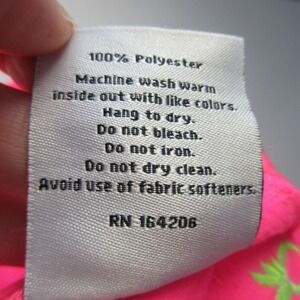 100% Polyester
Machine wash warm
inside out with like colors.
Hang to dry.
Do not bleach.
Do not iron.
Do not dry clean.
Avoid use of fabric softeners.
RN 164206